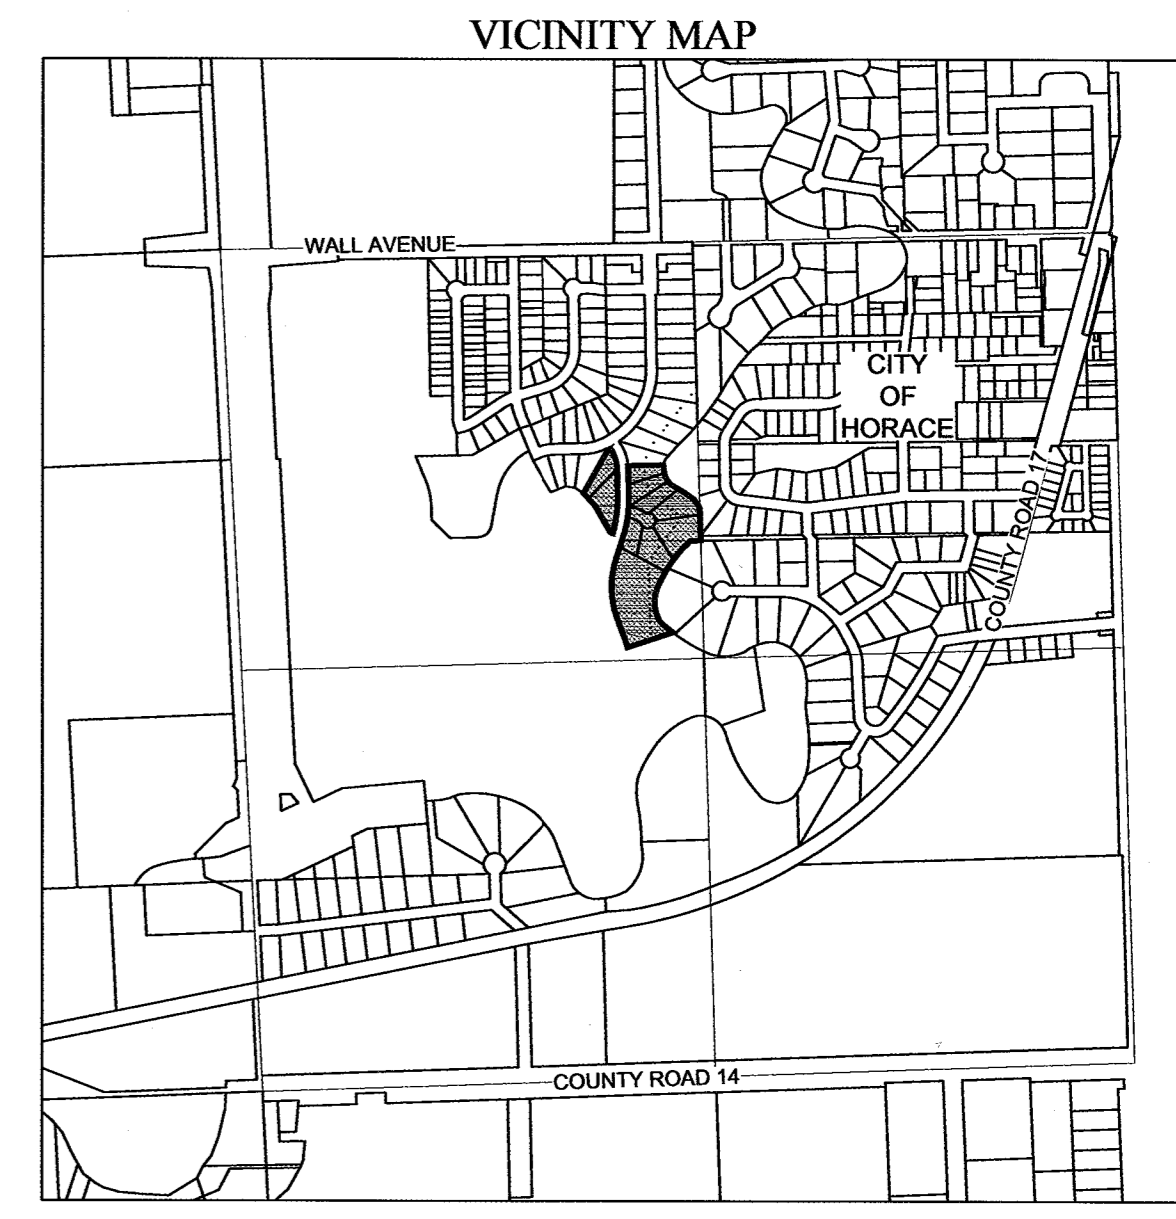 VICINITY MAP
WALL AVENUE
CITY
OF
HORACE
COUNTY ROAD 17
COUNTY ROAD 14